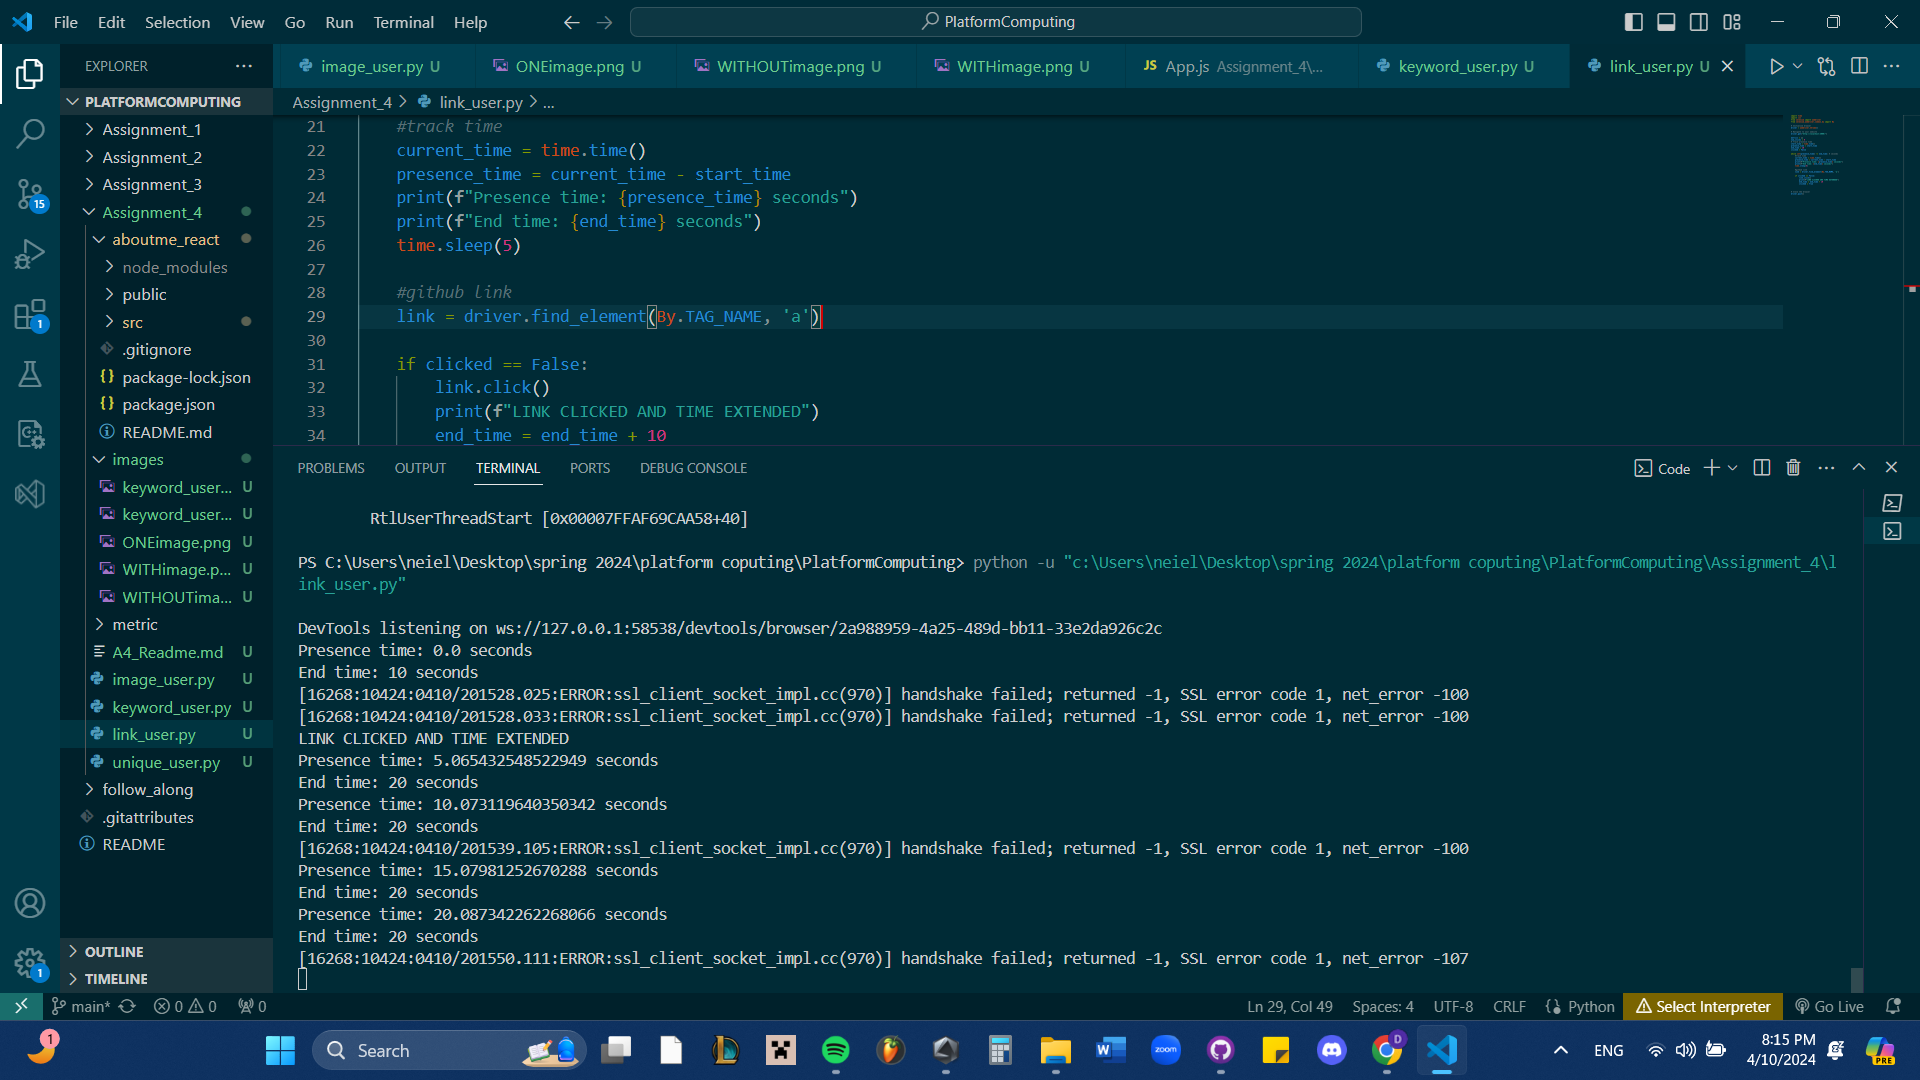 File Edit Selection View Go Run Terminal Help
PlatformComputing
EXPLORER
image_user.py U
ONEimage.png U
WITHOUTimage.png U
WITHimage.png U
JS App.js Assignment_4\...
keyword_user.py U
link_user.py U
PLATFORMCOMPUTING
Assignment_1
Assignment_2
Assignment_3
Assignment_4
aboutme_react
node_modules
public
src
.gitignore
{} package-lock.json
{} package.json
README.md
images
keyword_user... U
keyword_user... U
ONEimage.png U
WITHimage.p... U
WITHOUTima... U
metric
A4_Readme.md U
image_user.py U
keyword_user.py U
link_user.py U
unique_user.py U
follow_along
.gitattributes
README
OUTLINE
TIMELINE
15
1
1
Assignment_4 > link_user.py > ...
21 #track time
22 current_time = time.time()
23 presence_time = current_time - start_time
24 print(f"Presence time: {presence_time} seconds")
25 print(f"End time: {end_time} seconds")
26 time.sleep(5)
27
28 #github link
29 link = driver.find_element(By.TAG_NAME, 'a')
30
31 if clicked == False:
32 link.click()
33 print(f"LINK CLICKED AND TIME EXTENDED")
34 end_time = end_time + 10
PROBLEMS OUTPUT TERMINAL PORTS DEBUG CONSOLE
Code
RtlUserThreadStart [0x00007FFAF69CAA58+40]
PS C:\Users\neiel\Desktop\spring 2024\platform coputing\PlatformComputing> python -u "c:\Users\neiel\Desktop\spring 2024\platform coputing\PlatformComputing\Assignment_4\l
ink_user.py"
DevTools listening on ws://127.0.0.1:58538/devtools/browser/2a988959-4a25-489d-bb11-33e2da926c2c
Presence time: 0.0 seconds
End time: 10 seconds
[16268:10424:0410/201528.025:ERROR:ssl_client_socket_impl.cc(970)] handshake failed; returned -1, SSL error code 1, net_error -100
[16268:10424:0410/201528.033:ERROR:ssl_client_socket_impl.cc(970)] handshake failed; returned -1, SSL error code 1, net_error -100
LINK CLICKED AND TIME EXTENDED
Presence time: 5.065432548522949 seconds
End time: 20 seconds
Presence time: 10.073119640350342 seconds
End time: 20 seconds
[16268:10424:0410/201539.105:ERROR:ssl_client_socket_impl.cc(970)] handshake failed; returned -1, SSL error code 1, net_error -100
Presence time: 15.07981252670288 seconds
End time: 20 seconds
Presence time: 20.087342262268066 seconds
End time: 20 seconds
[16268:10424:0410/201550.111:ERROR:ssl_client_socket_impl.cc(970)] handshake failed; returned -1, SSL error code 1, net_error -107
main* 0 0 0
Ln 29, Col 49 Spaces: 4 UTF-8 CRLF {} Python Select Interpreter Go Live
1
Search
zoom
D
ENG
8:15 PM
4/10/2024
PRE